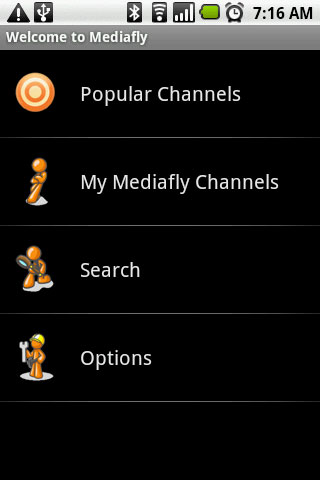 7:16 AM
Welcome to Mediafly
Popular Channels
My Mediafly Channels
Search
Options